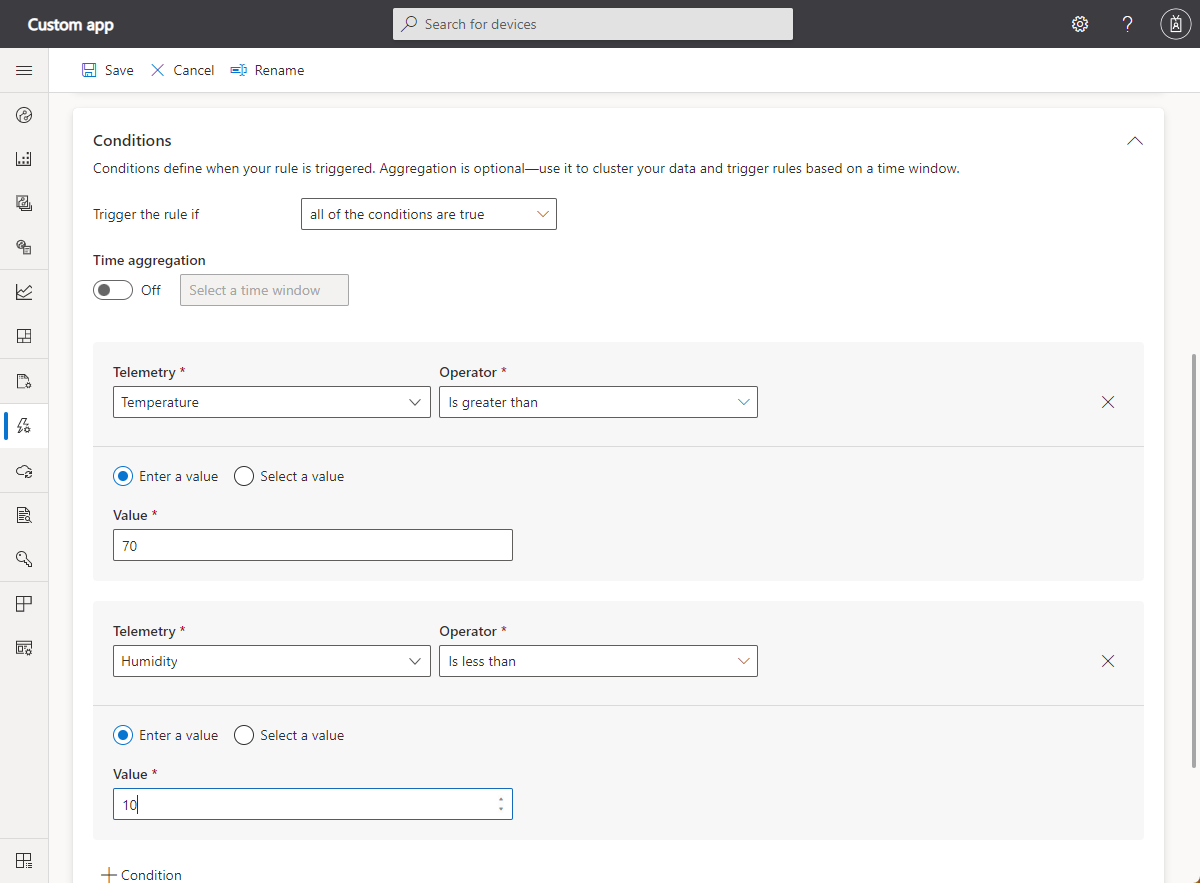 Custom app
Search for devices
?
Save Cancel Rename
Conditions
Conditions define when your rule is triggered. Aggregation is optional—use it to cluster your data and trigger rules based on a time window.
Trigger the rule if all of the conditions are true
Time aggregation
Off Select a time window
Telemetry * Operator *
Temperature Is greater than
Enter a value Select a value
Value *
70
Telemetry * Operator *
Humidity Is less than
Enter a value Select a value
Value *
10
Condition